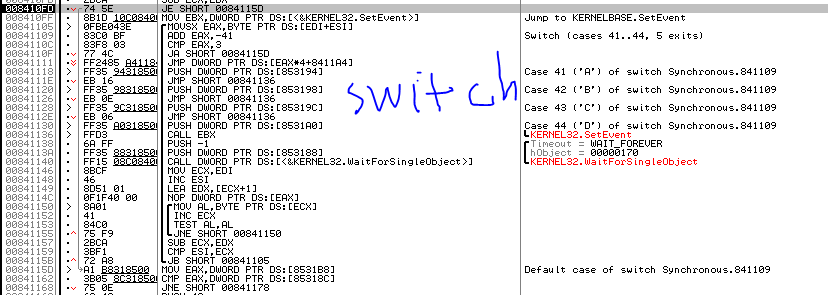 2BCA SUB ECX,EDX
008410FD 74 5E JE SHORT 0084115D
008410FF 8B1D 10C08400 MOV EBX,DWORD PTR DS:[<&KERNEL32.SetEvent>] Jump to KERNELBASE.SetEvent
00841105 0FBE043E MOVSX EAX,BYTE PTR DS:[EDI+ESI]
00841109 83C0 BF ADD EAX,-41 Switch (cases 41..44, 5 exits)
0084110C 83F8 03 CMP EAX,3
0084110F 77 4C JA SHORT 0084115D
00841111 FF2485 A41184 JMP DWORD PTR DS:[EAX*4+8411A4]
00841118 FF35 94318500 PUSH DWORD PTR DS:[853194] Case 41 ("A") of switch Synchronous.841109
0084111E EB 16 JMP SHORT 00841136
00841120 FF35 98318500 PUSH DWORD PTR DS:[853198] Case 42 ("B") of switch Synchronous.841109
00841126 EB 0E JMP SHORT 00841136
00841128 FF35 9C318500 PUSH DWORD PTR DS:[85319C] Case 43 ("C") of switch Synchronous.841109
0084112E EB 06 JMP SHORT 00841136
00841130 FF35 A0318500 PUSH DWORD PTR DS:[8531A0] Case 44 ("D") of switch Synchronous.841109
00841136 FFD3 CALL EBX KERNEL32.SetEvent
00841138 6A FF PUSH -1 Timeout = WAIT_FOREVER
0084113A FF35 88318500 PUSH DWORD PTR DS:[853188] hObject = 00000170
00841140 FF15 08C08400 CALL DWORD PTR DS:[<&KERNEL32.WaitForSingleObject>] KERNEL32.WaitForSingleObject
00841146 8BCF MOV ECX,EDI
00841148 46 INC ESI
00841149 8D51 01 LEA EDX,[ECX+1]
0084114C 0F1F40 00 NOP DWORD PTR DS:[EAX]
00841150 8A01 MOV AL,BYTE PTR DS:[ECX]
00841152 41 INC ECX
00841153 84C0 TEST AL,AL
00841155 75 F9 JNE SHORT 00841150
00841157 2BCA SUB ECX,EDX
00841159 3BF1 CMP ESI,ECX
0084115B 72 A8 JB SHORT 00841105
0084115D A1 B8318500 MOV EAX,DWORD PTR DS:[8531B8] Default case of switch Synchronous.841109
00841162 3B05 8C318500 CMP EAX,DWORD PTR DS:[85318C]
00841168 75 0E JNE SHORT 00841178
switch